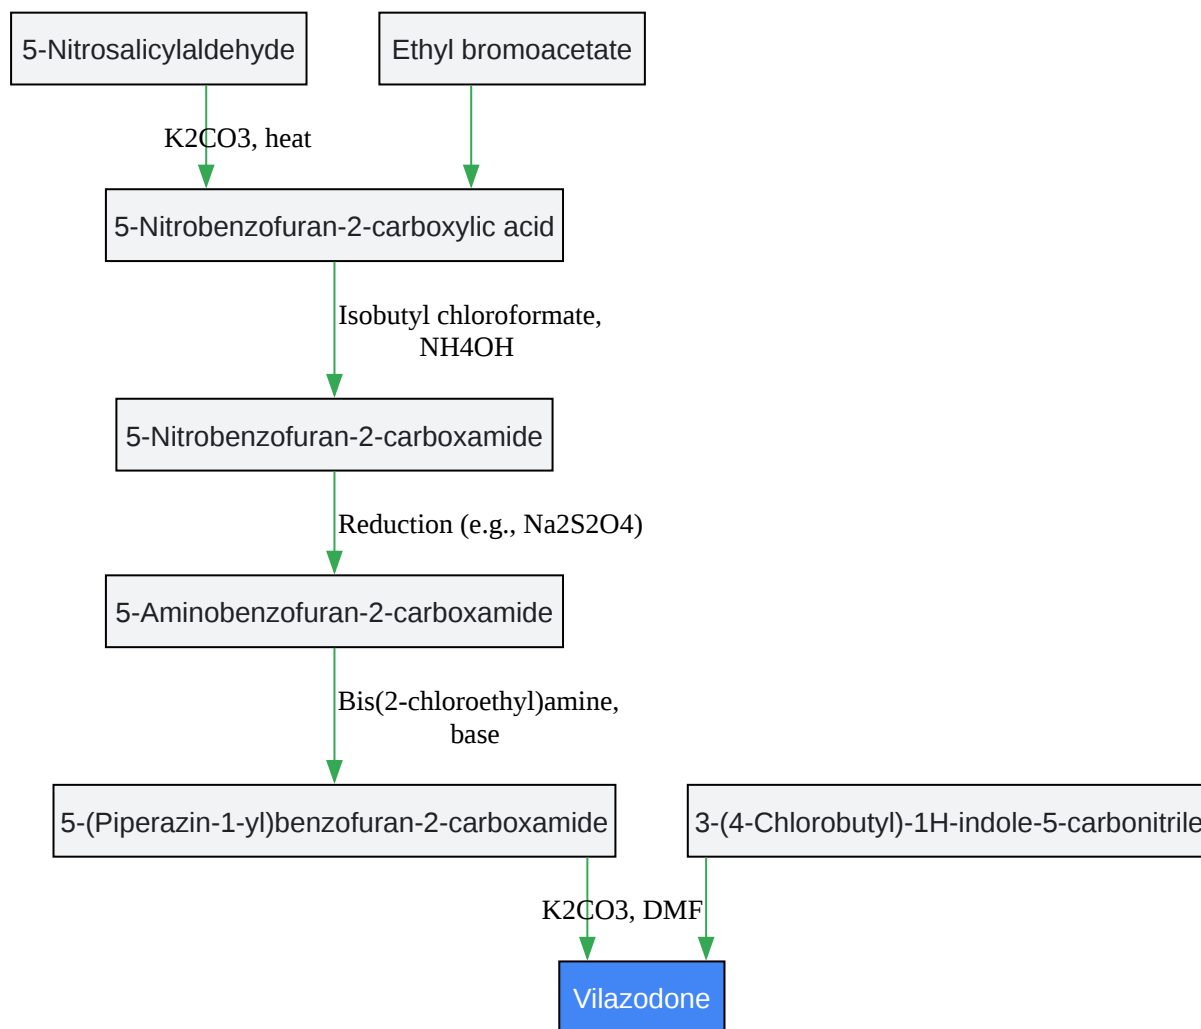 5-Nitrosalicylaldehyde
Ethyl bromoacetate
K2CO3, heat
5-Nitrobenzofuran-2-carboxylic acid
Isobutyl chloroformate,
NH4OH
5-Nitrobenzofuran-2-carboxamide
Reduction (e.g., Na2S2O4)
5-Aminobenzofuran-2-carboxamide
Bis(2-chloroethyl)amine,
base
5-(Piperazin-1-yl)benzofuran-2-carboxamide
3-(4-Chlorobutyl)-1H-indole-5-carbonitrile
K2CO3, DMF
Vilazodone